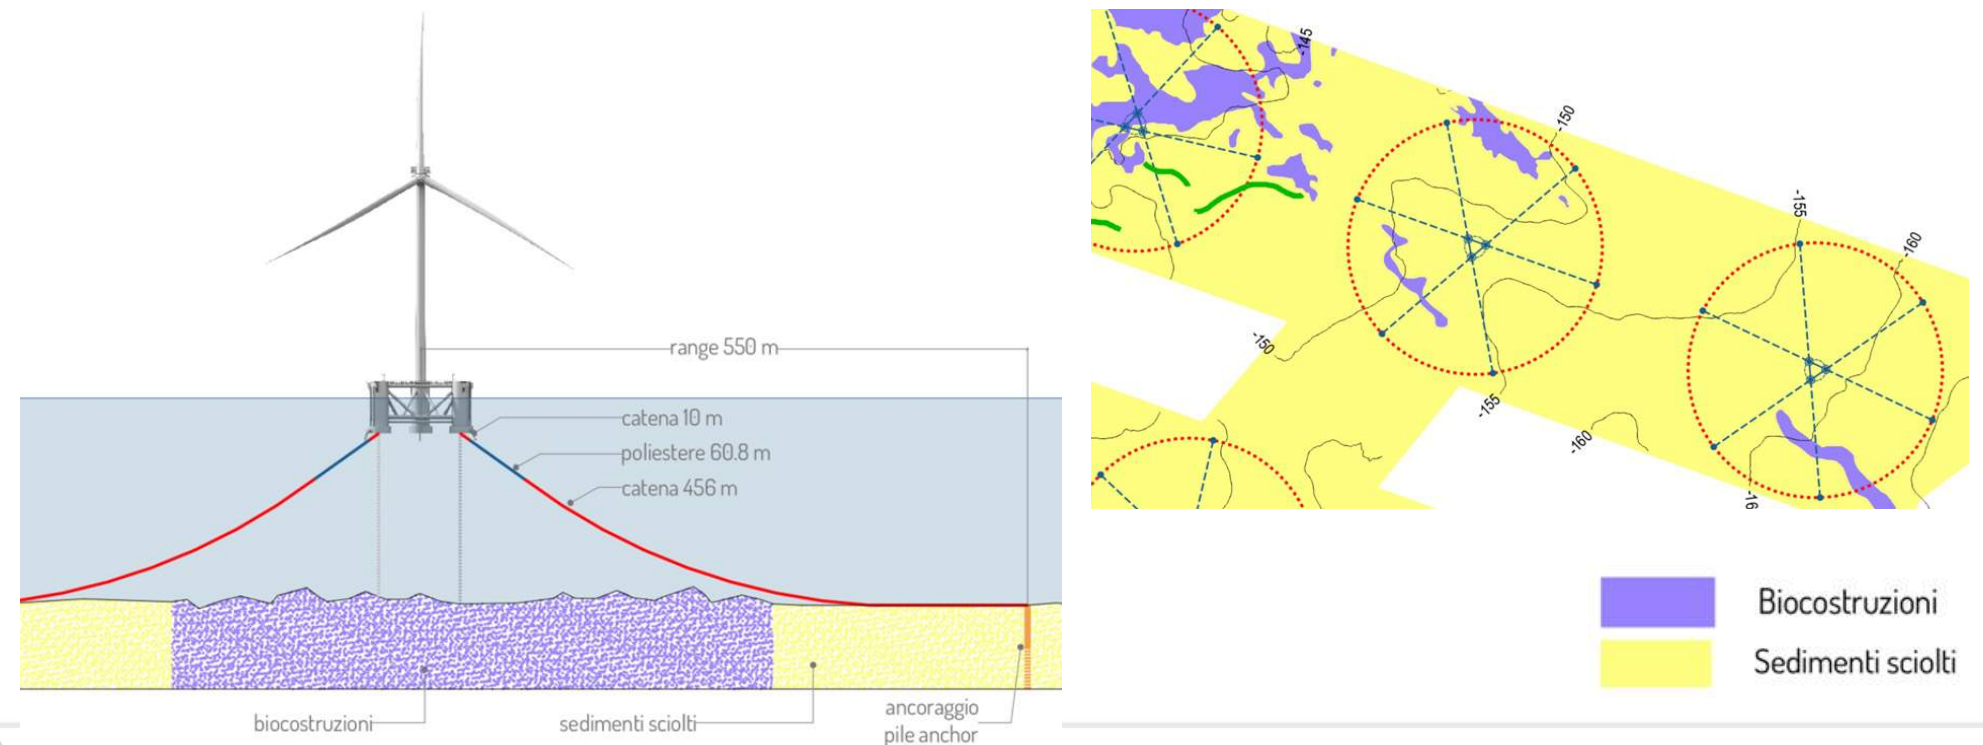 range 550 m
catena 10 m
poliestere 60.8 m
catena 456 m
biocostruzioni
sedimenti sciolti
ancoraggio
pile anchor
-145
-150
-155
-160
-150
-155
-160
-16
Biocostruzioni
Sedimenti sciolti